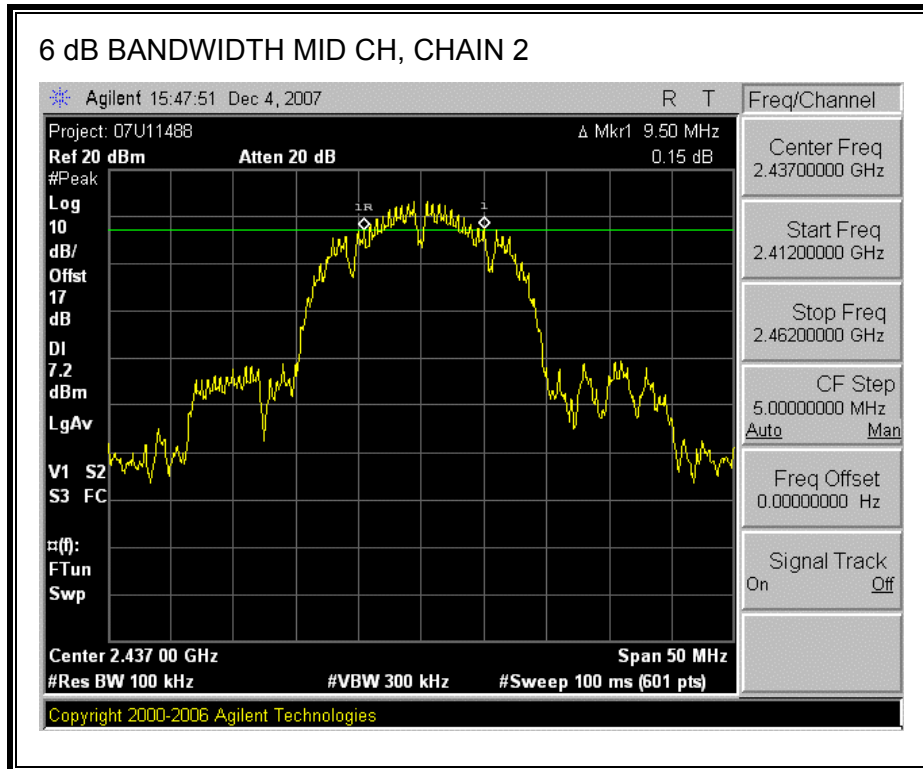 6 dB BANDWIDTH MID CH, CHAIN 2
Agilent 15:47:51 Dec 4, 2007 R T
Freq/Channel
Project: 07U11488 Δ Mkr1 9.50 MHz
Ref 20 dBm Atten 20 dB 0.15 dB
#Peak
Log
10
dB/
Offst
17
dB
DI
7.2
dBm
LgAv
V1 S2
S3 FC
¤(f):
FTun
Swp
1R
1
Center 2.437 00 GHz Span 50 MHz
#Res BW 100 kHz #VBW 300 kHz #Sweep 100 ms (601 pts)
Center Freq
2.43700000 GHz
Start Freq
2.41200000 GHz
Stop Freq
2.46200000 GHz
CF Step
5.00000000 MHz
Auto Man
Freq Offset
0.00000000 Hz
Signal Track
On Off
Copyright 2000-2006 Agilent Technologies